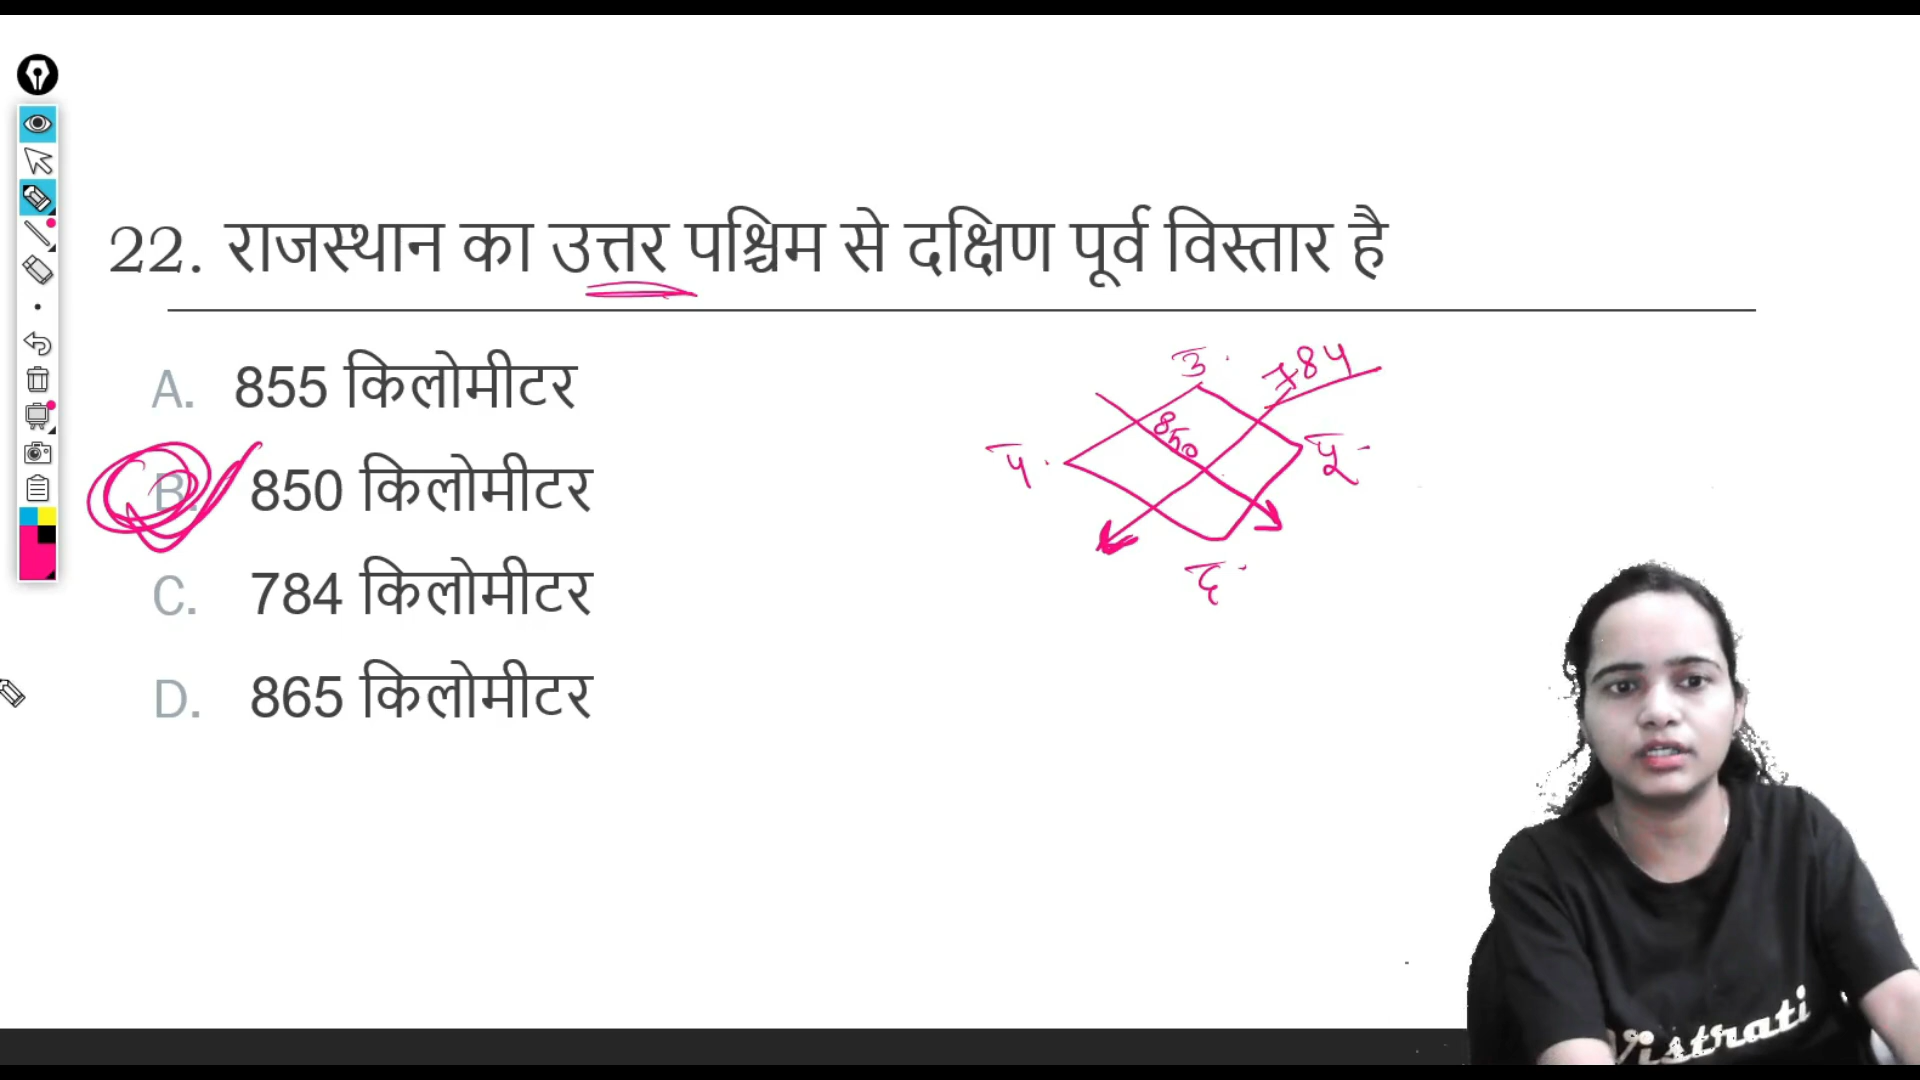 22. राजस्थान का उत्तर पश्चिम से दक्षिण पूर्व विस्तार है
A. 855 किलोमीटर
B. 850 किलोमीटर
C. 784 किलोमीटर
D. 865 किलोमीटर
उ.
784
850
प.
पू.
द.
Vistrati